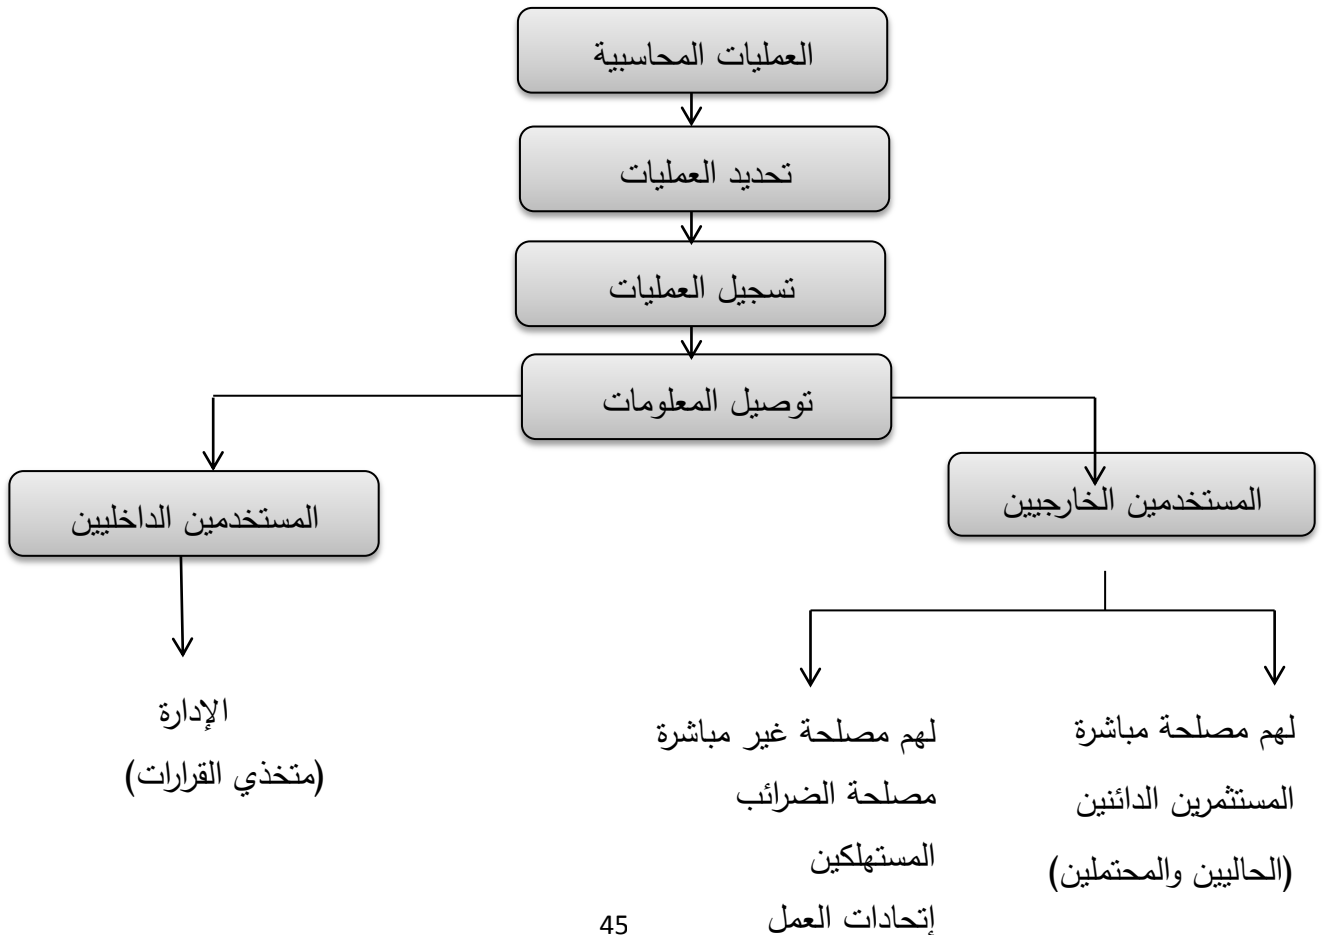 العمليات المحاسبية
تحديد العمليات
تسجيل العمليات
توصيل المعلومات
المستخدمين الخارجيين
المستخدمين الداخليين
لهم مصلحة مباشرة
المستثمرين الدائنين
(الحاليين والمحتملين)
لهم مصلحة غير مباشرة
مصلحة الضرائب
المستهلكين
إتحادات العمل
الإدارة
(متخذي القرارات)
45